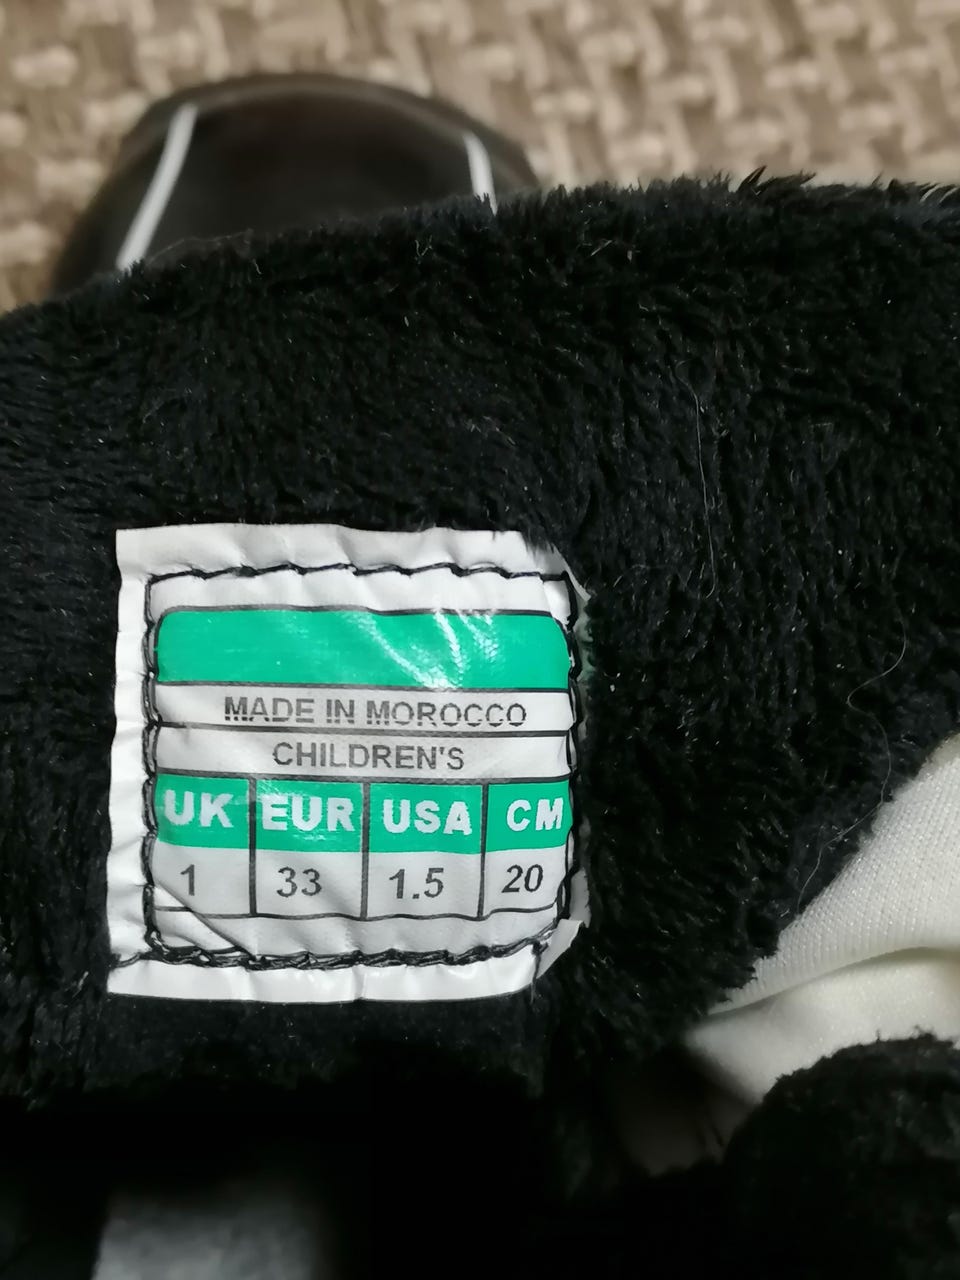 MADE IN MOROCCO
CHILDREN'S
UK EUR USA CM
1 33 1.5 20